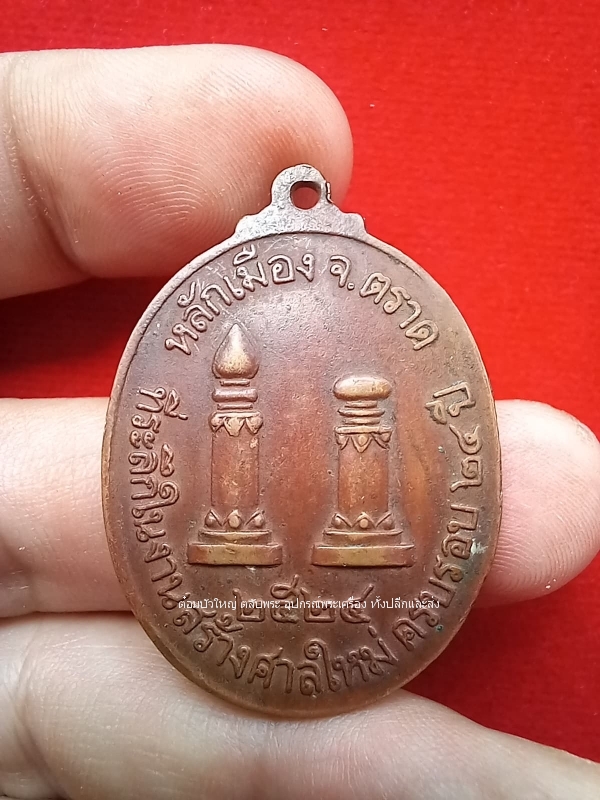 หลักเมือง จ.ตราด
ที่ระลึกในงานสร้างศาลใหม่ ครบรอบ ๒๔ ปี
๒๕๒๔
ต่อมบัวใหญ่ ตลับพระ อุปกรณ์พระเครื่อง ทั้งปลีกและส่ง